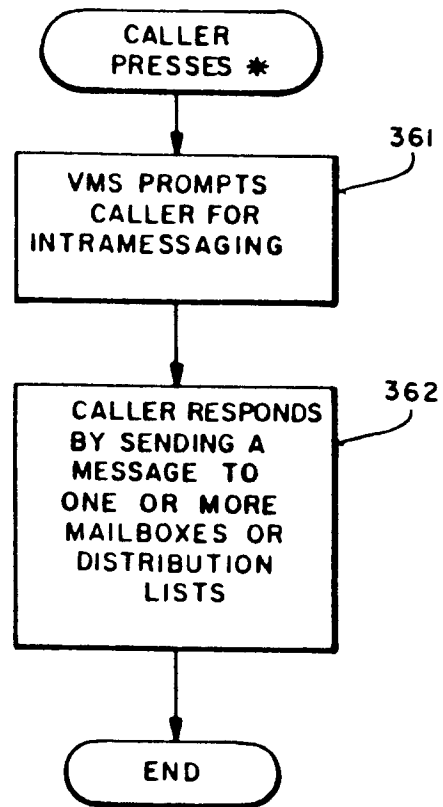 CALLER
PRESSES *
361
VMS PROMPTS
CALLER FOR
INTRAMESSAGING
362
CALLER RESPONDS
BY SENDING A
MESSAGE TO
ONE OR MORE
MAILBOXES OR
DISTRIBUTION
LISTS
END